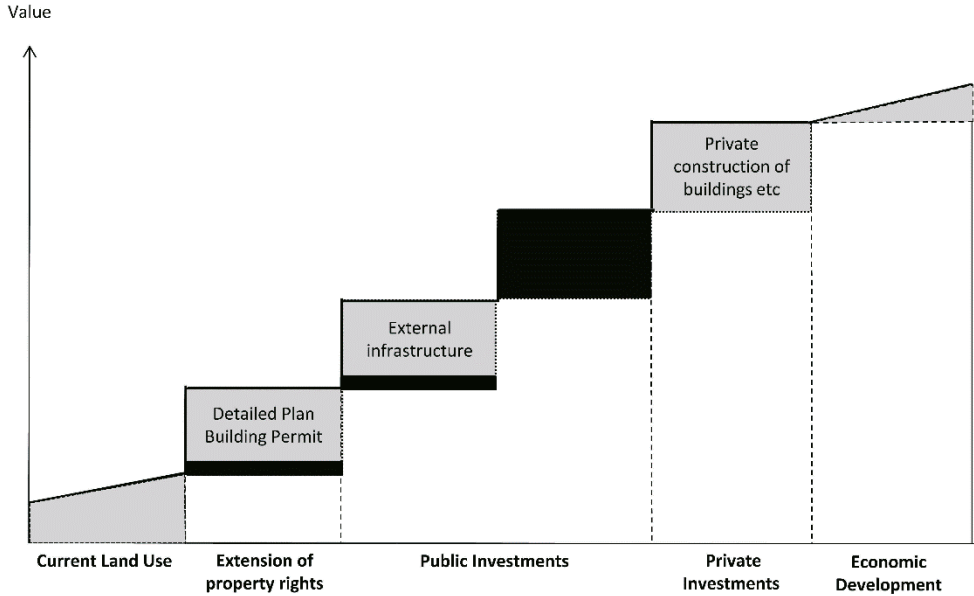 Value
Private
construction of
buildings etc
External
infrastructure
Detailed Plan
Building Permit
Current Land Use
Extension of
property rights
Public Investments
Private
Investments
Economic
Development